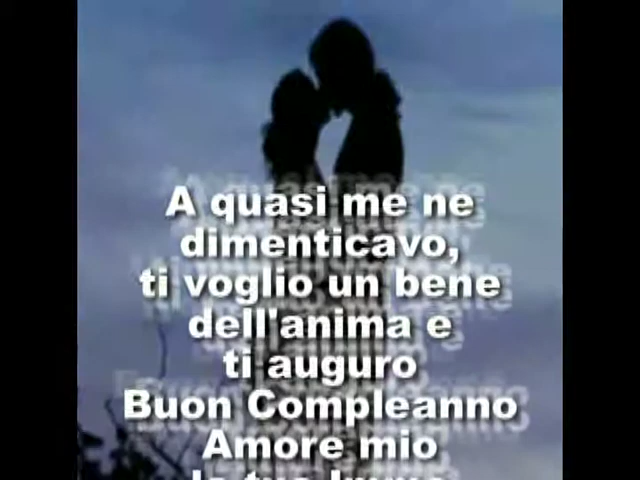 A quasi me ne
dimenticavo,
ti voglio un bene
dell'anima e
ti auguro
Buon Compleanno
Amore mio